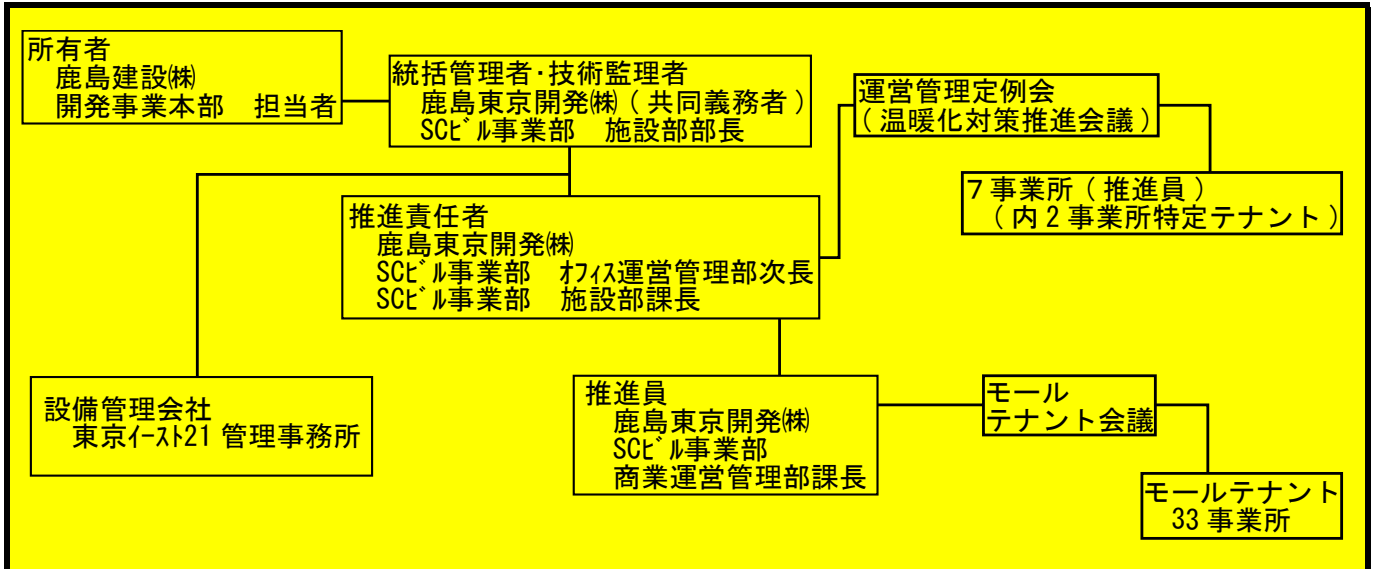 所有者
鹿島建設㈱
開発事業本部 担当者
統括管理者・技術監理者
鹿島東京開発㈱(共同義務者)
SCﾋﾞﾙ事業部 施設部部長
運営管理定例会
(温暖化対策推進会議)
7事業所(推進員)
(内2事業所特定テナント)
推進責任者
鹿島東京開発㈱
SCﾋﾞﾙ事業部 ｵﾌｨｽ運営管理部次長
SCﾋﾞﾙ事業部 施設部課長
設備管理会社
東京ｲｰｽﾄ21管理事務所
推進員
鹿島東京開発㈱
SCﾋﾞﾙ事業部
商業運営管理部課長
モール
テナント会議
モールテナント
33事業所